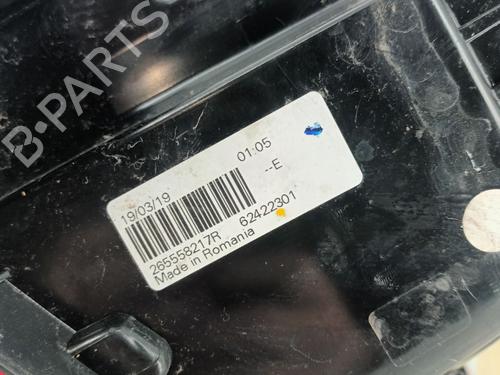 B-PARTS
19/03/19
01:05
--E
265558217R
62422301
Made in Romania